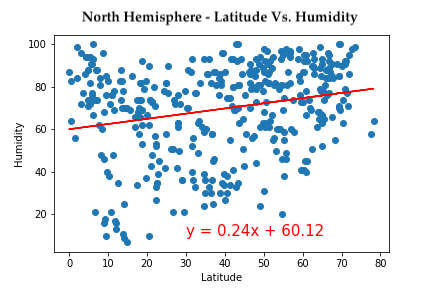 North Hemisphere - Latitude Vs. Humidity
100
80
60
40
20
Humidity
y = 0.24x + 60.12
0 10 20 30 40 50 60 70 80
Latitude